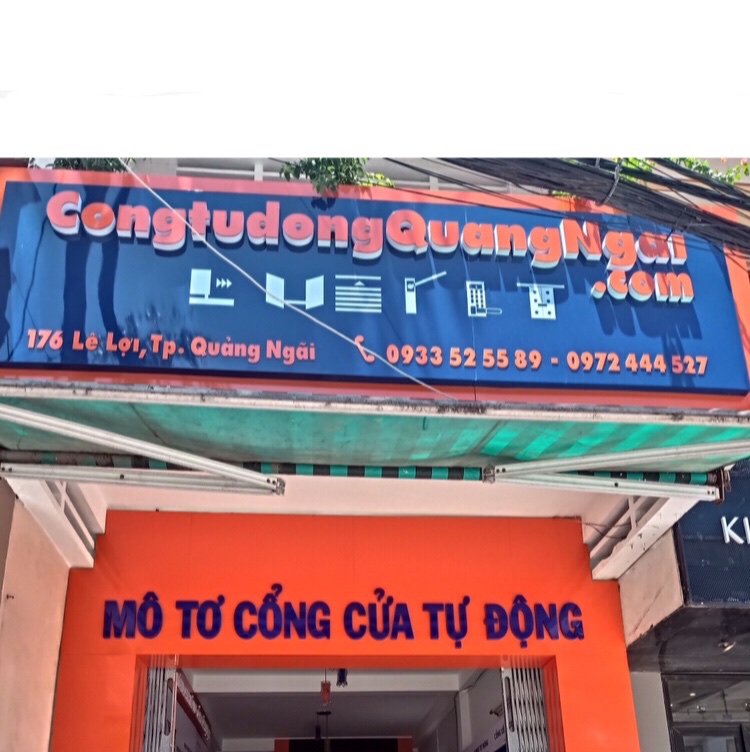 CongtudongQuangNgai
.com
176 Lê Lợi, Tp. Quảng Ngãi 0933 52 55 89 - 0972 444 527
MÔ TƠ CỔNG CỬA TỰ ĐỘNG